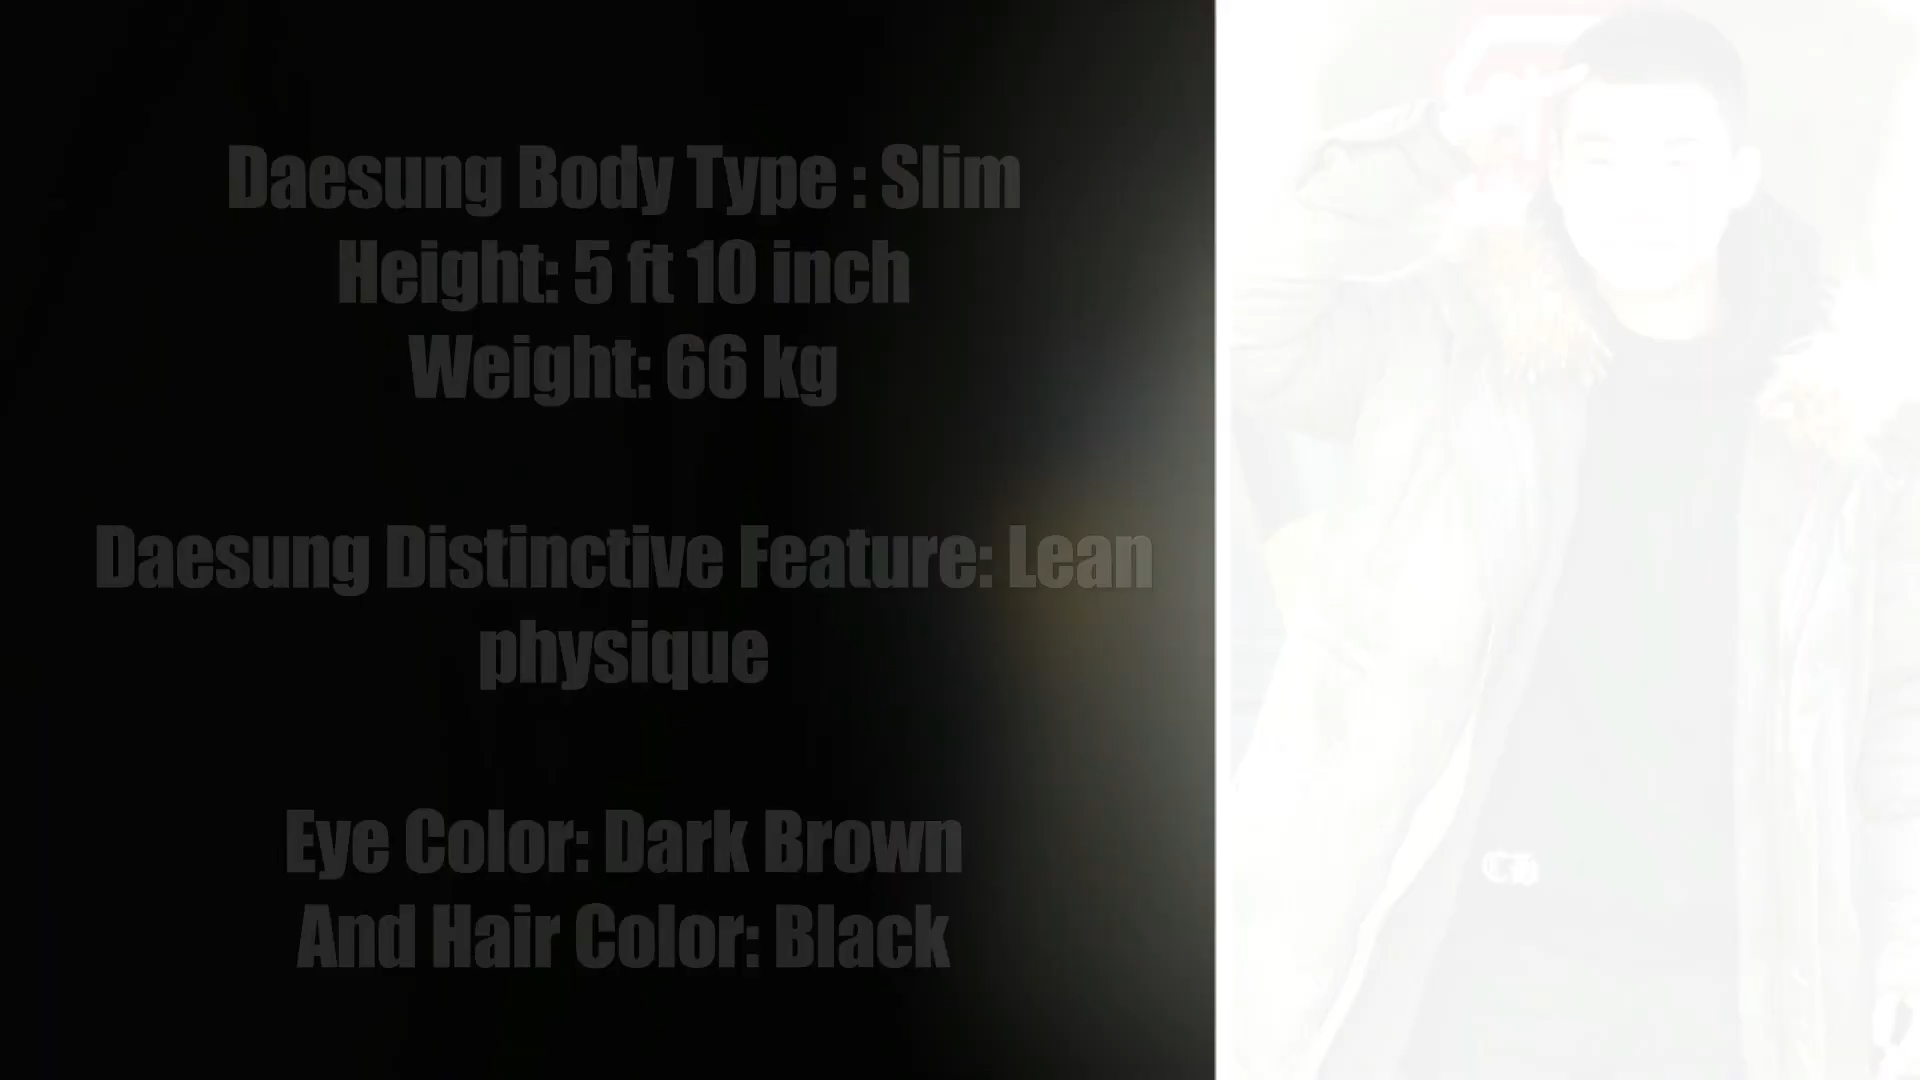 Daesung Body Type : Slim
Height: 5 ft 10 inch
Weight: 66 kg
Daesung Distinctive Feature: Lean
physique
Eye Color: Dark Brown
And Hair Color: Black